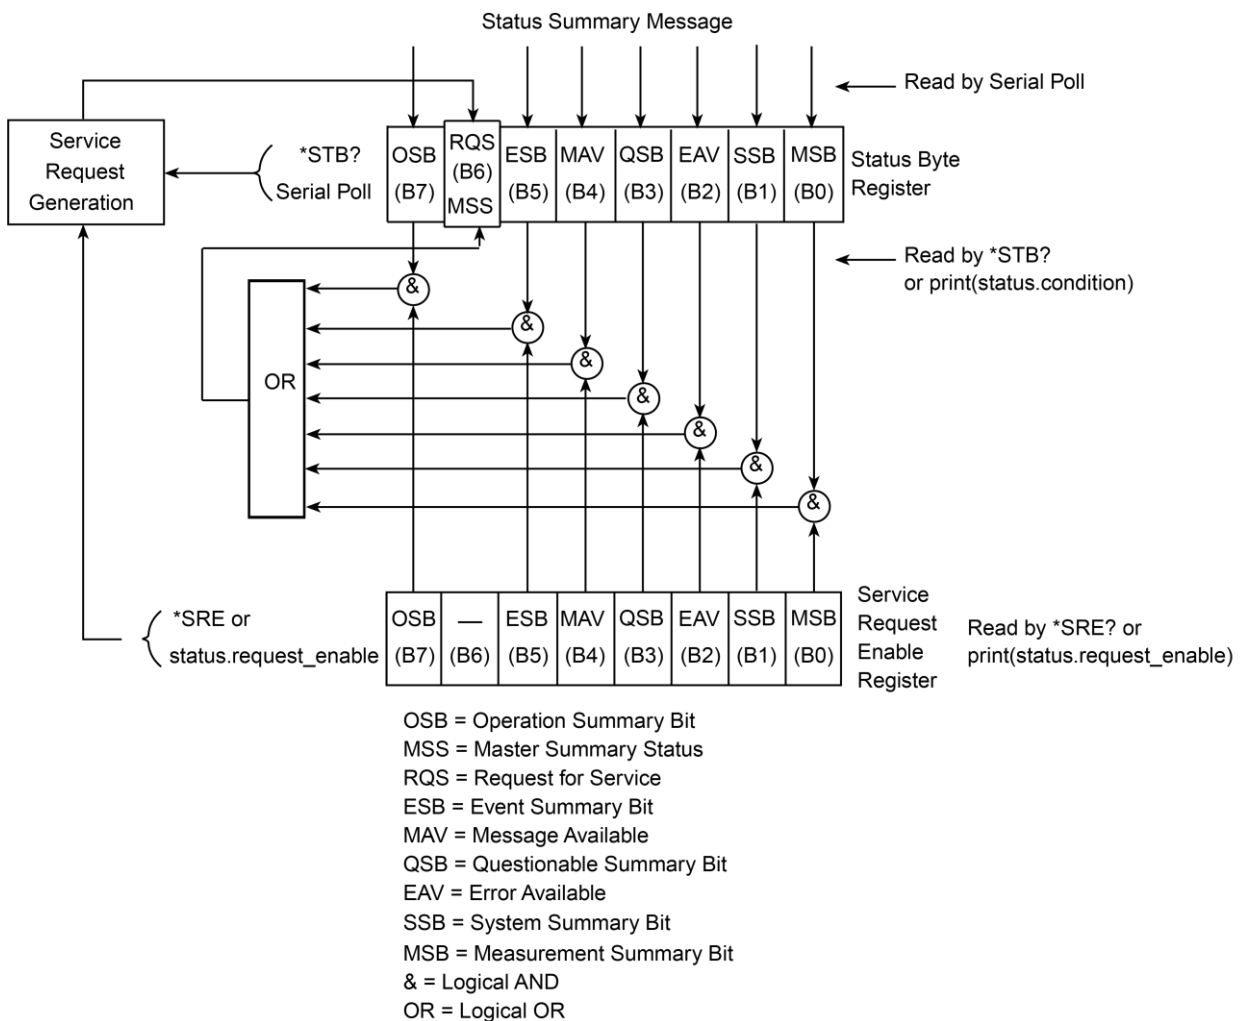 Status Summary Message
Read by Serial Poll
Service
Request
Generation
*STB?
Serial Poll
OSB
(B7)
RQS
(B6)
MSS
ESB
(B5)
MAV
(B4)
QSB
(B3)
EAV
(B2)
SSB
(B1)
MSB
(B0)
Status Byte
Register
Read by *STB?
or print(status.condition)
&
&
&
&
&
&
&
OR
*SRE or
status.request_enable
OSB
(B7)
—
(B6)
ESB
(B5)
MAV
(B4)
QSB
(B3)
EAV
(B2)
SSB
(B1)
MSB
(B0)
Service
Request
Enable
Register
Read by *SRE? or
print(status.request_enable)
OSB = Operation Summary Bit
MSS = Master Summary Status
RQS = Request for Service
ESB = Event Summary Bit
MAV = Message Available
QSB = Questionable Summary Bit
EAV = Error Available
SSB = System Summary Bit
MSB = Measurement Summary Bit
& = Logical AND
OR = Logical OR